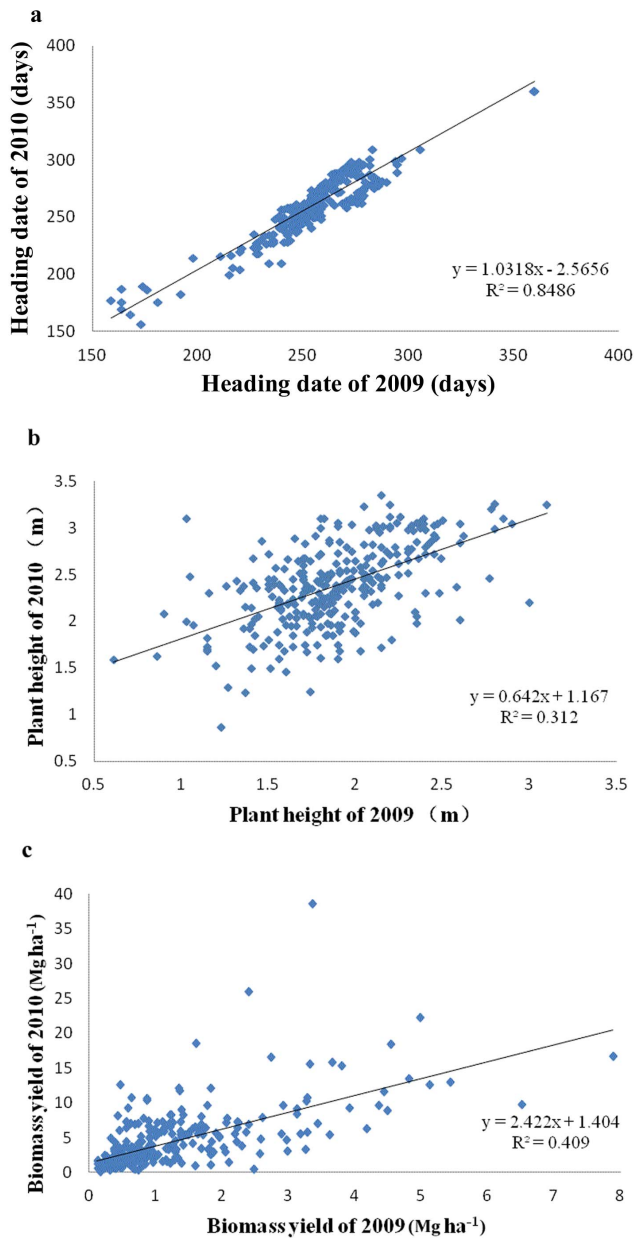 a
400
350
300
250
200
150
150
200
250
300
350
400
Heading date of 2010 (days)
Heading date of 2009 (days)
y = 1.0318x - 2.5656
R² = 0.8486
b
3.5
3
2.5
2
1.5
1
0.5
0.5
1
1.5
2
2.5
3
3.5
Plant height of 2010 （m）
Plant height of 2009 （m）
y = 0.642x + 1.167
R² = 0.312
c
40
35
30
25
20
15
10
5
0
0
1
2
3
4
5
6
7
8
Biomass yield of 2010 (Mg ha⁻¹)
Biomass yield of 2009 (Mg ha⁻¹)
y = 2.422x + 1.404
R² = 0.409